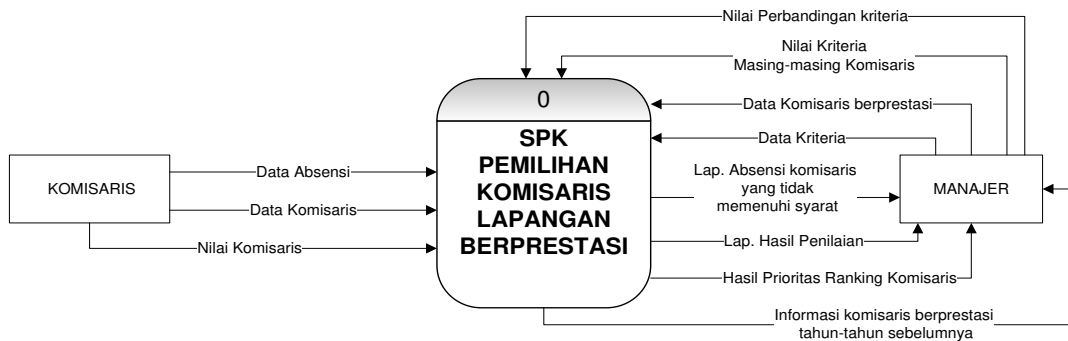 Nilai Perbandingan kriteria
Nilai Kriteria
Masing-masing Komisaris
0
Data Komisaris berprestasi
Data Kriteria
SPK
PEMILIHAN
KOMISARIS
LAPANGAN
BERPRESTASI
KOMISARIS
Data Absensi
Data Komisaris
Nilai Komisaris
Lap. Absensi komisaris
yang tidak
memenuhi syarat
MANAJER
Lap. Hasil Penilaian
Hasil Prioritas Ranking Komisaris
Informasi komisaris berprestasi
tahun-tahun sebelumnya